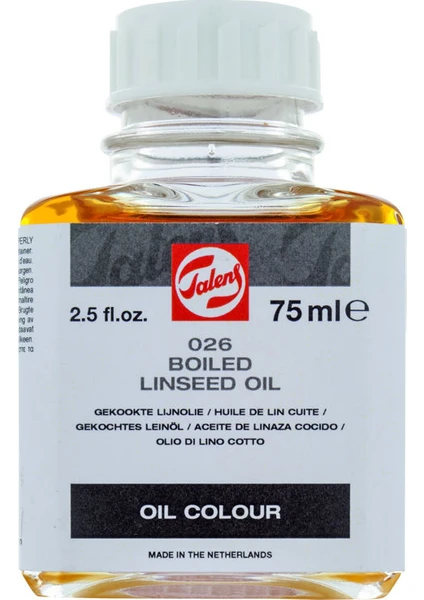 Talens
2.5 fl.oz.
75 ml e
026
BOILED
LINSEED OIL
GEKOOKTE LIJNOLIE / HUILE DE LIN CUITE /
GEKOCHTES LEINÖL / ACEITE DE LINAZA COCIDO /
OLIO DI LINO COTTO
OIL COLOUR
MADE IN THE NETHERLANDS